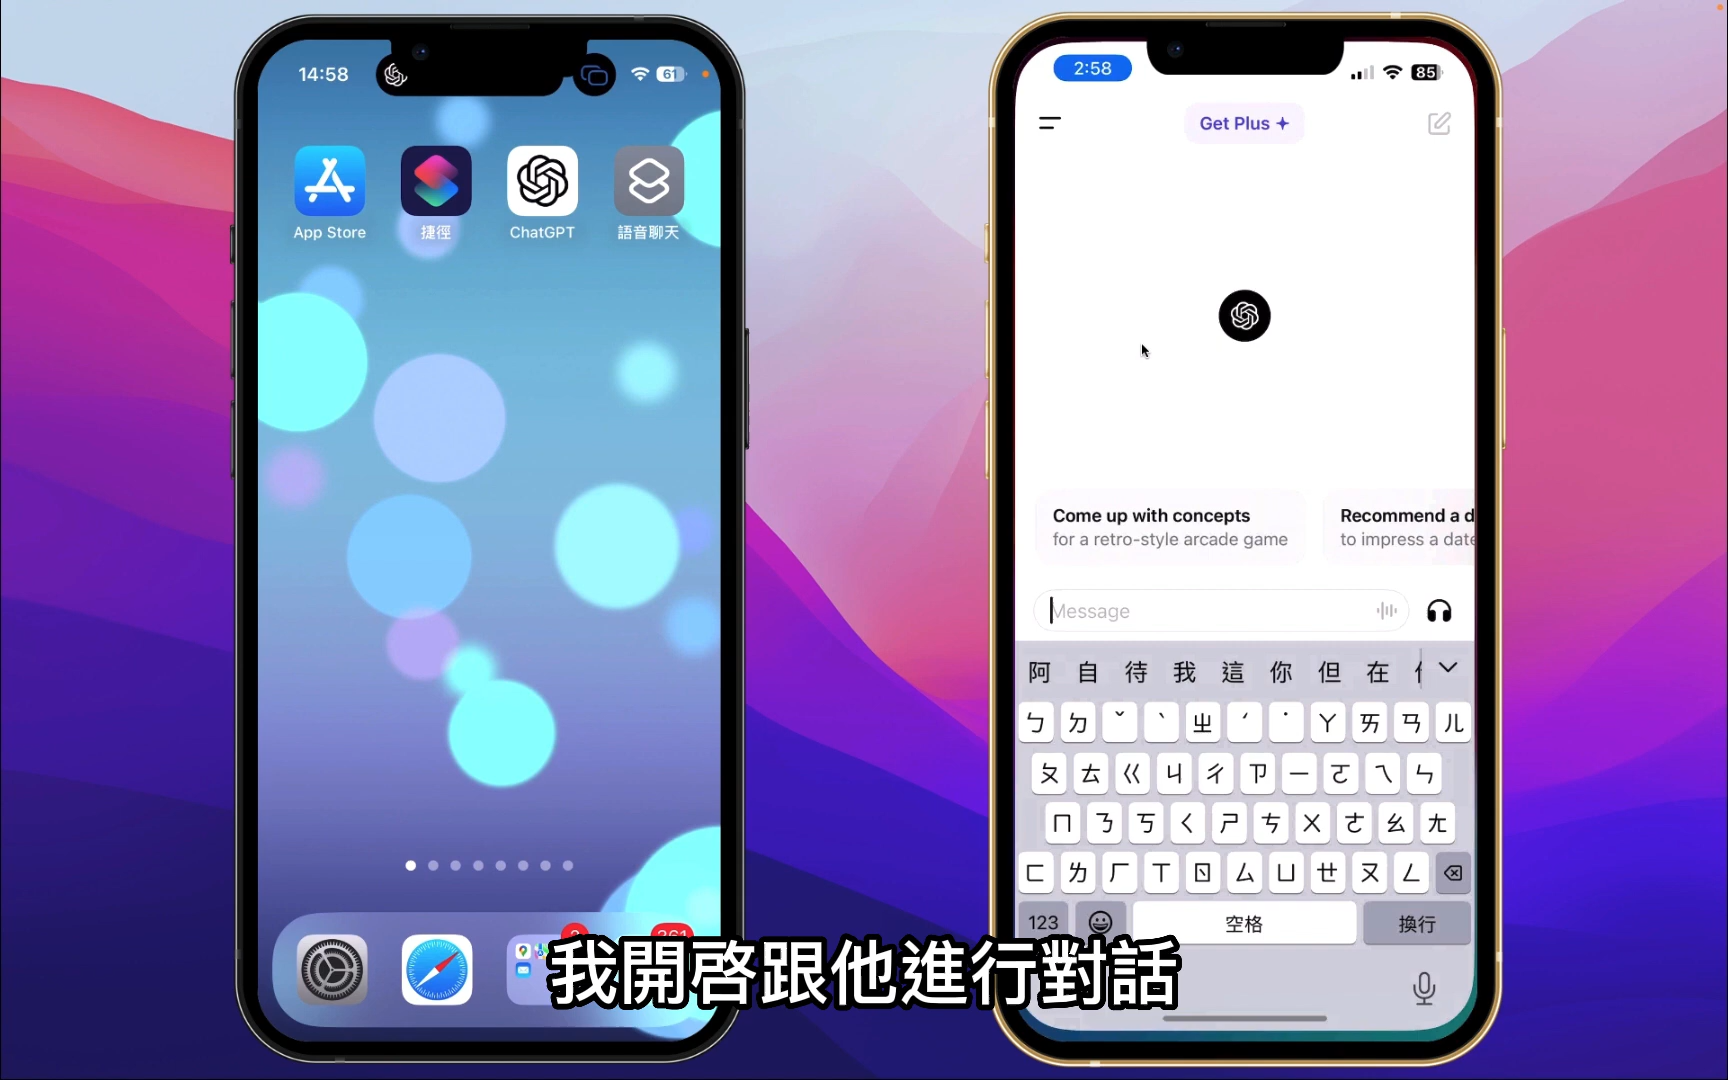 14:58
61
App Store
捷徑
ChatGPT
語音聊天
2:58
85
Get Plus
Come up with concepts
for a retro-style arcade game
Recommend a d
to impress a date
Message
阿 自 待 我 這 你 但 在
ㄅ ㄉ ˇ ˋ ㄓ ˊ ˙ ㄚ ㄞ ㄢ ㄦ
ㄆ ㄊ ㄍ ㄐ ㄔ ㄗ ㄧ ㄛ ㄟ ㄣ
ㄇ ㄋ ㄎ ㄑ ㄕ ㄘ ㄨ ㄜ ㄠ ㄤ
ㄈ ㄌ ㄏ ㄒ ㄖ ㄙ ㄩ ㄝ ㄡ ㄥ
123
空格
換行
我開啓跟他進行對話